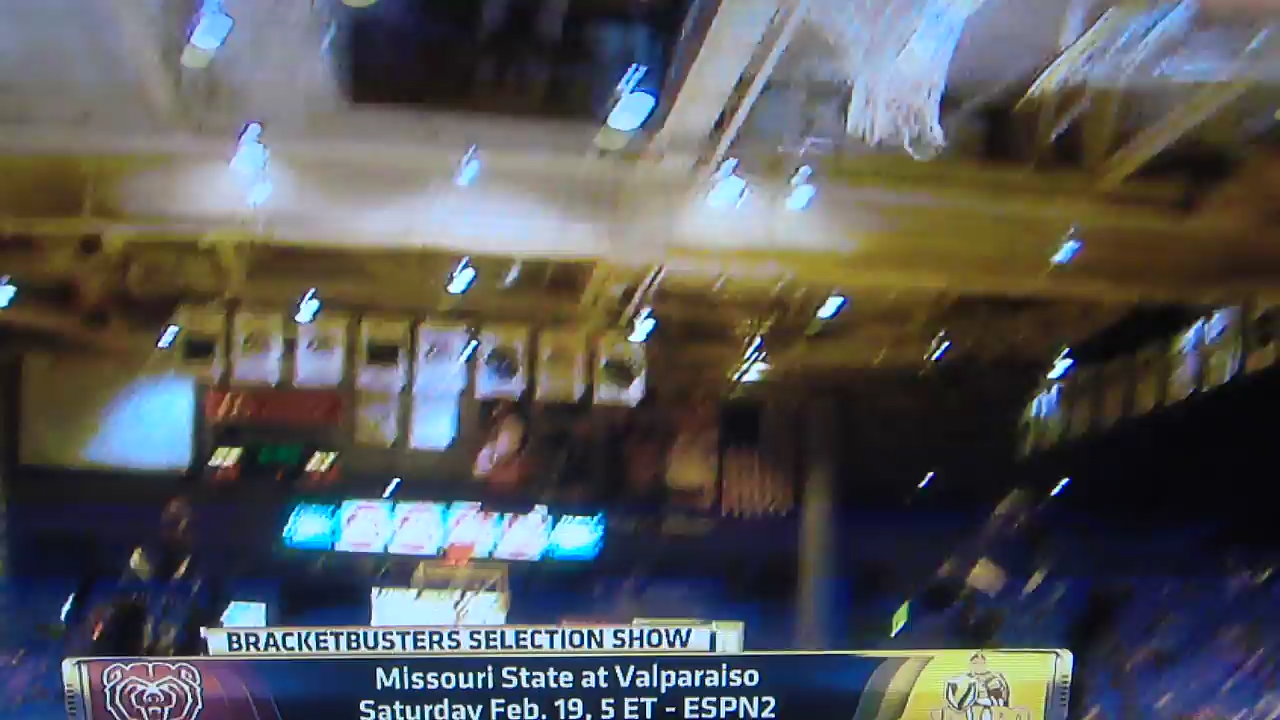 BRACKETBUSTERS SELECTION SHOW
Missouri State at Valparaiso
Saturday Feb. 19, 5 ET - ESPN2